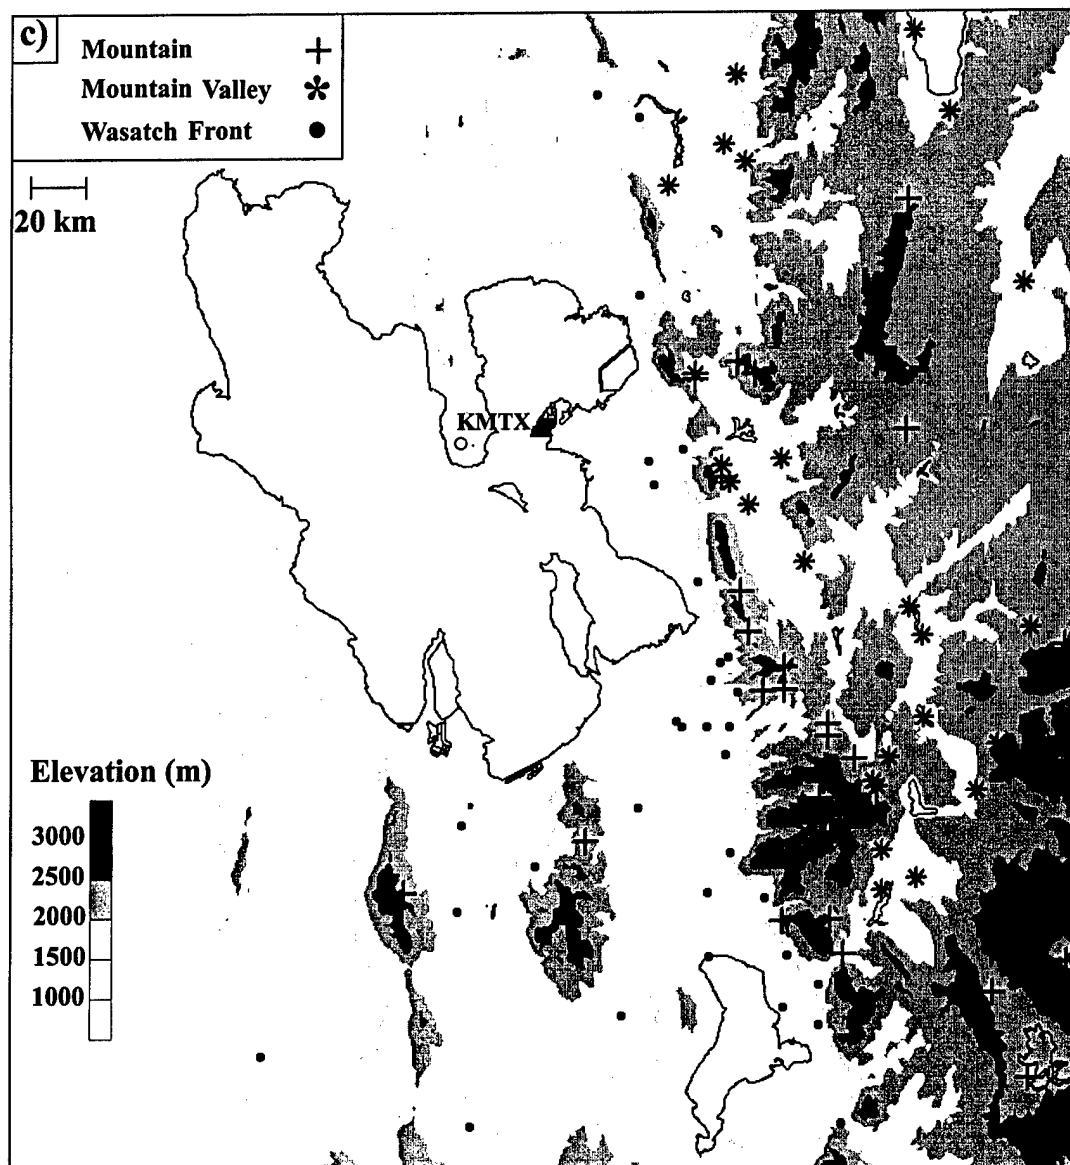 c)
Mountain
Mountain Valley
Wasatch Front
20 km
KMTX
Elevation (m)
3000
2500
2000
1500
1000